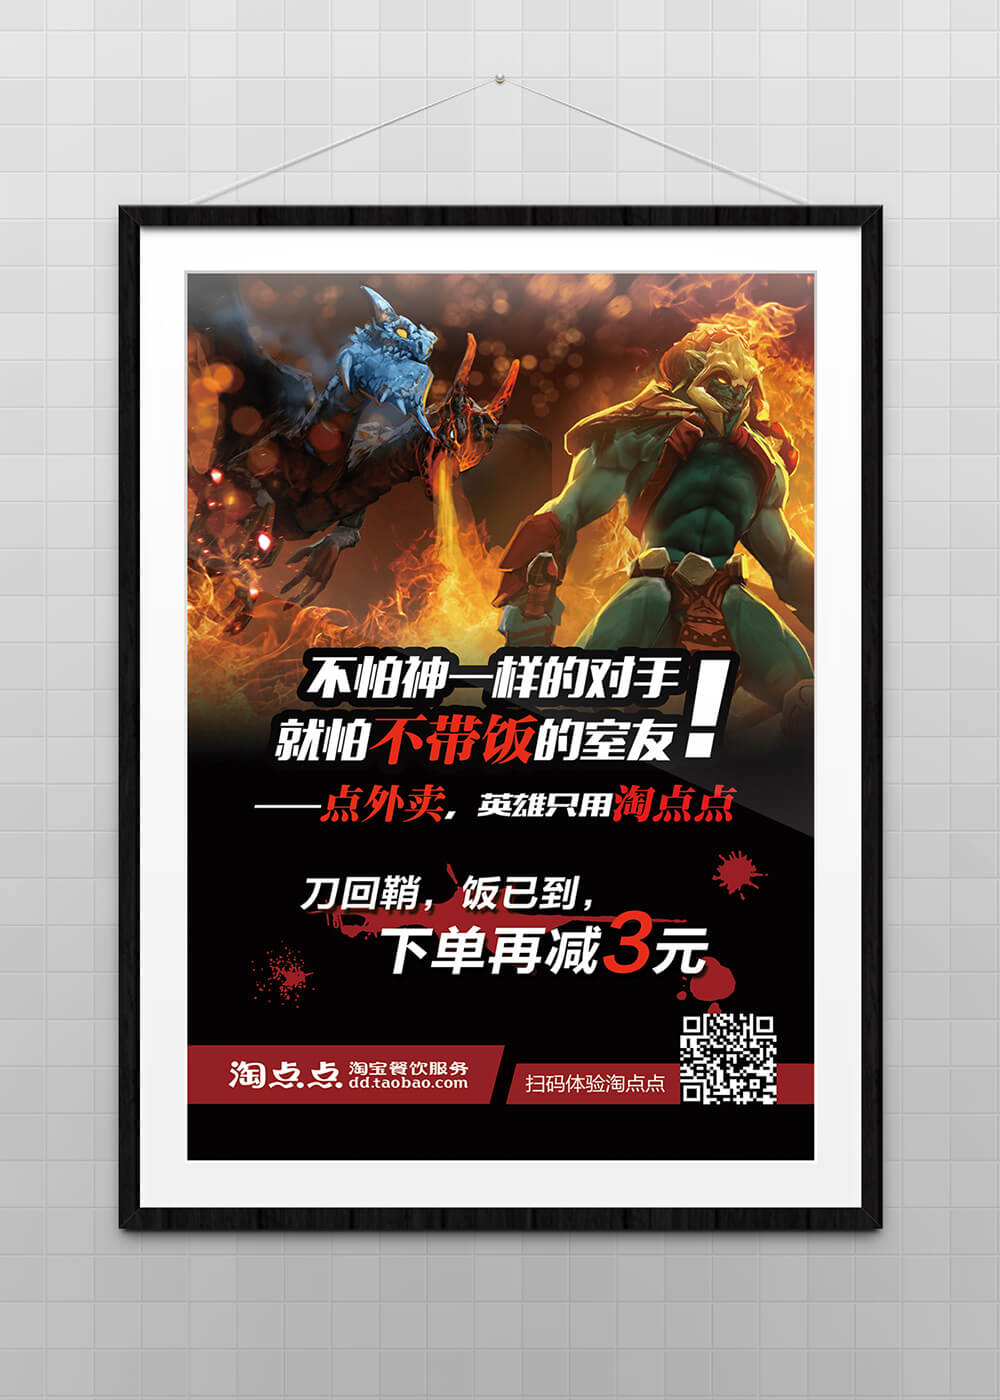 不怕神一样的对手
就怕不带饭的室友！
——点外卖，英雄只用淘点点
刀回鞘，饭已到，
下单再减3元
淘点点 淘宝餐饮服务
dd.taobao.com
扫码体验淘点点